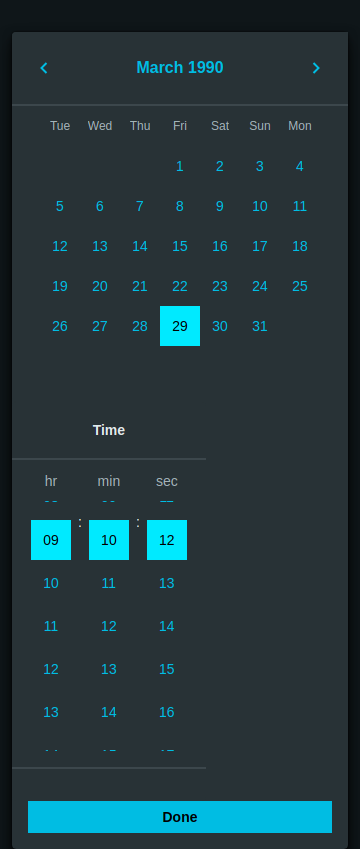 March 1990
Tue Wed Thu Fri Sat Sun Mon
1 2 3 4
5 6 7 8 9 10 11
12 13 14 15 16 17 18
19 20 21 22 23 24 25
26 27 28 29 30 31
Time
hr min sec
09 : 10 : 12
10 11 13
11 12 14
12 13 15
13 14 16
Done